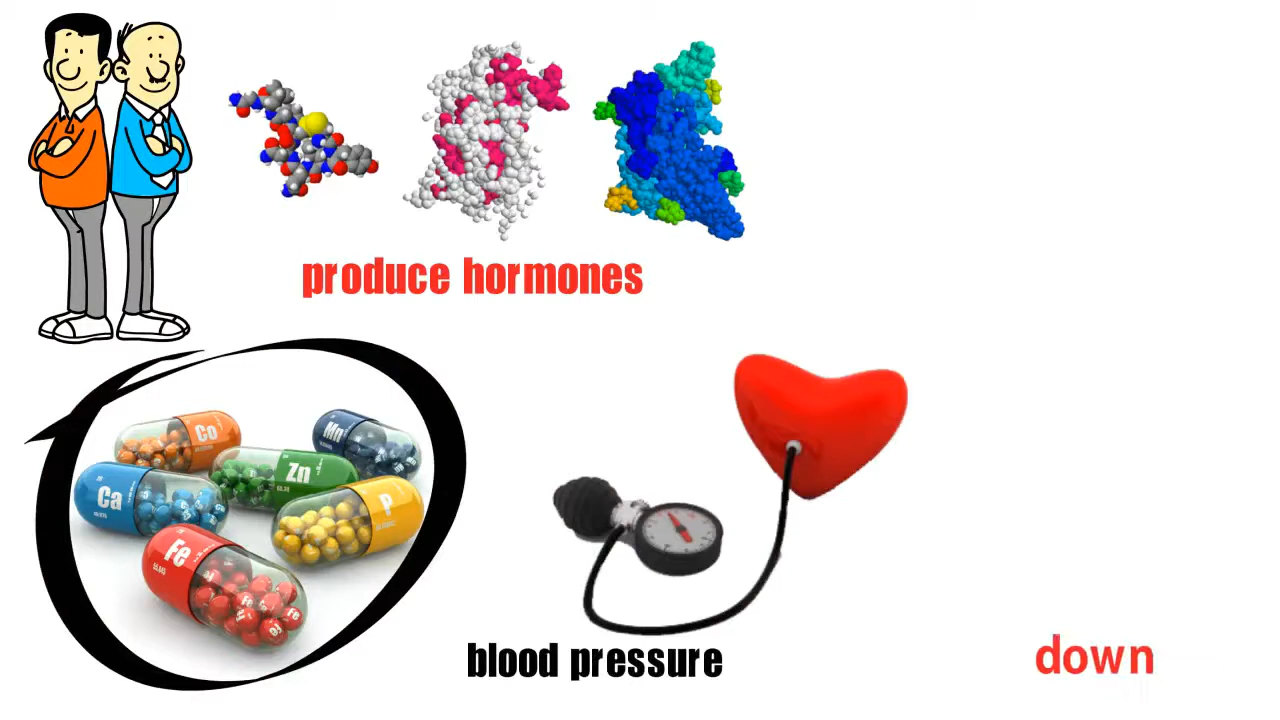 produce hormones
Co
Mn
Zn
Ca
P
Fe
blood pressure
down